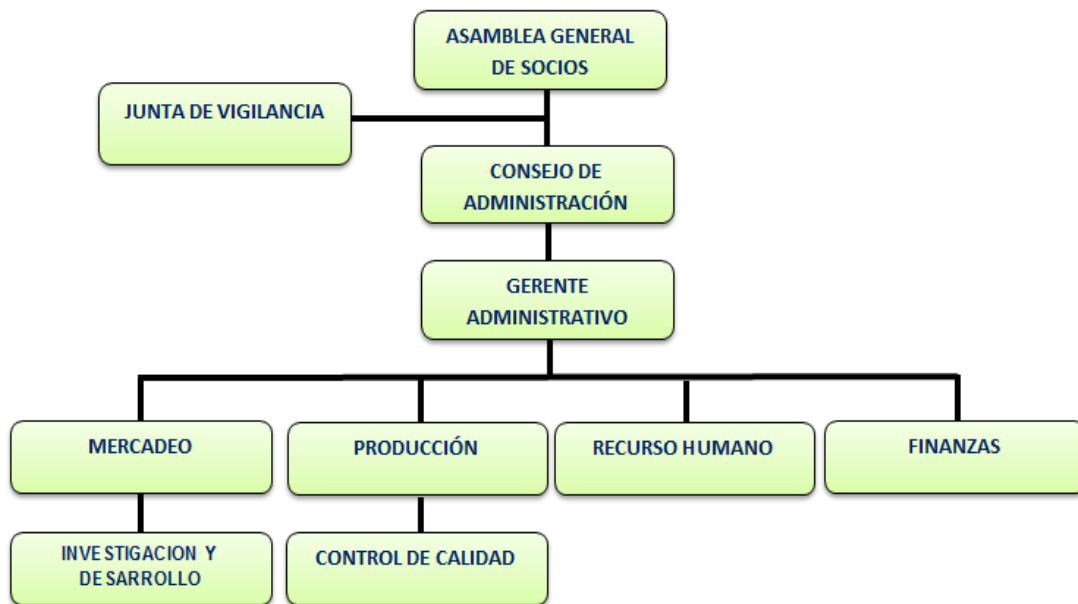 ASAMBLEA GENERAL
DE SOCIOS
JUNTA DE VIGILANCIA
CONSEJO DE
ADMINISTRACIÓN
GERENTE
ADMINISTRATIVO
MERCADEO
PRODUCCIÓN
RECURSO HUMANO
FINANZAS
INVESTIGACION Y
DESARROLLO
CONTROL DE CALIDAD